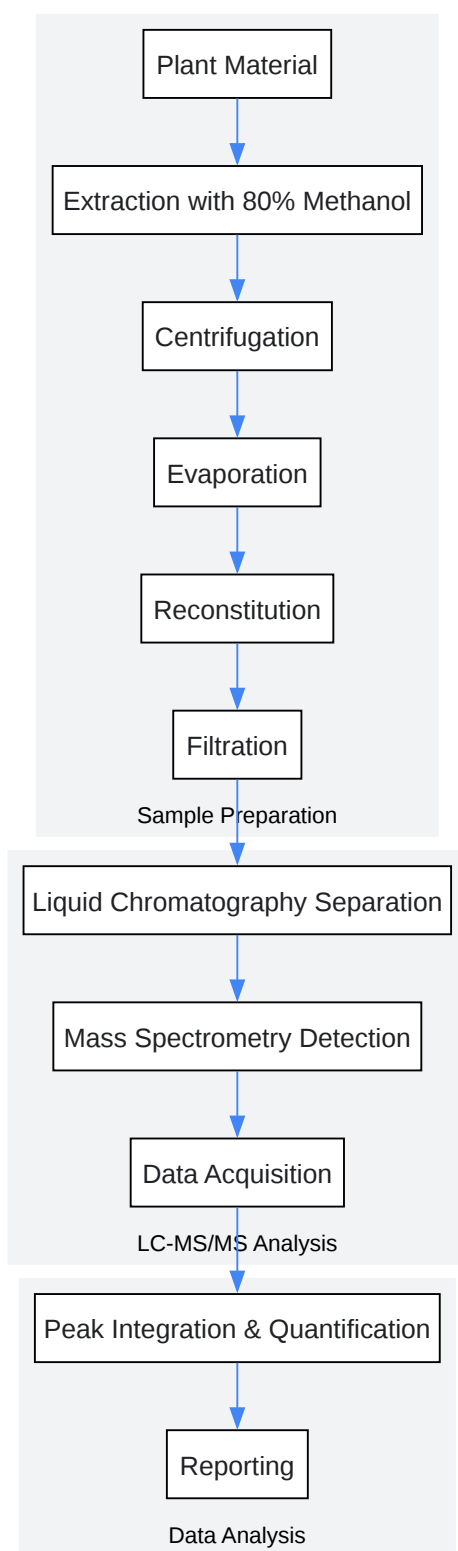 Plant Material
Extraction with 80% Methanol
Centrifugation
Evaporation
Reconstitution
Filtration
Sample Preparation
Liquid Chromatography Separation
Mass Spectrometry Detection
Data Acquisition
LC-MS/MS Analysis
Peak Integration & Quantification
Reporting
Data Analysis